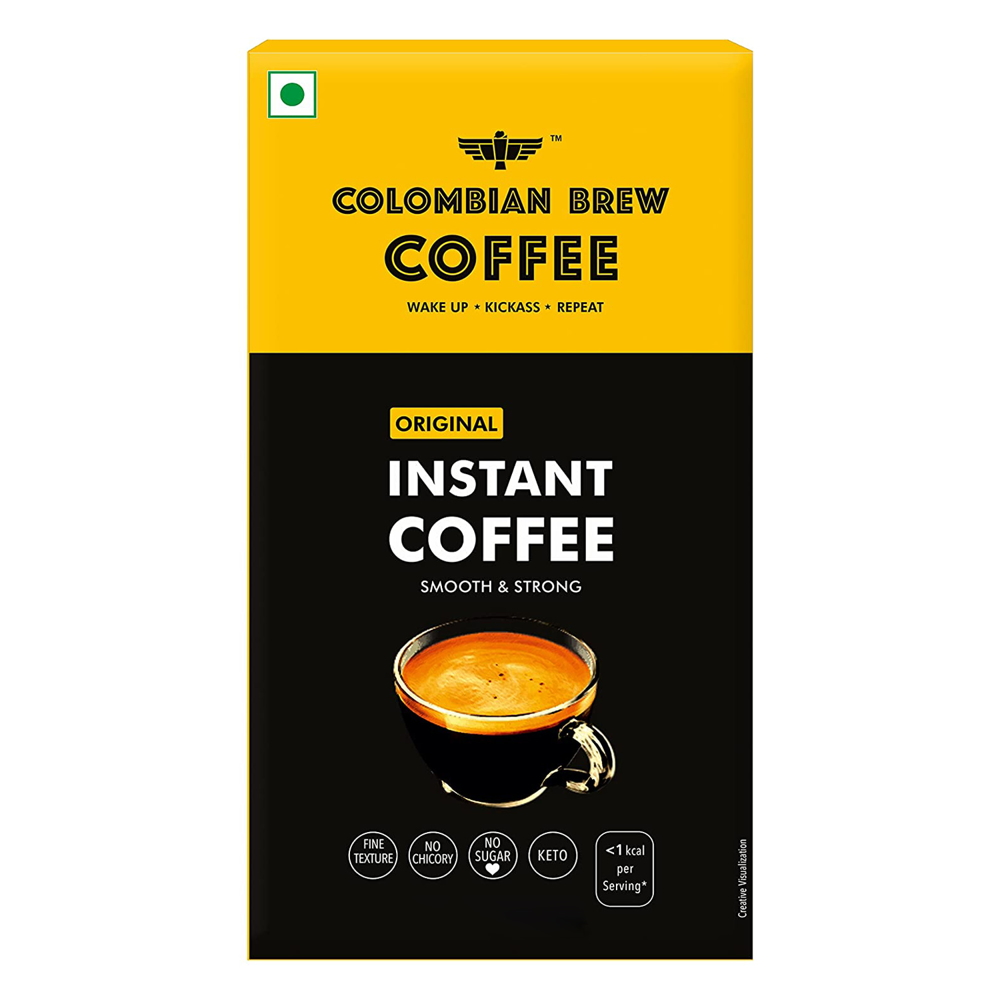 ™
COLOMBIAN BREW
COFFEE
WAKE UP ★ KICKASS ★ REPEAT
ORIGINAL
INSTANT
COFFEE
SMOOTH & STRONG
FINE
TEXTURE
NO
CHICORY
NO
SUGAR
KETO
<1 kcal
per
Serving*
Creative Visualization